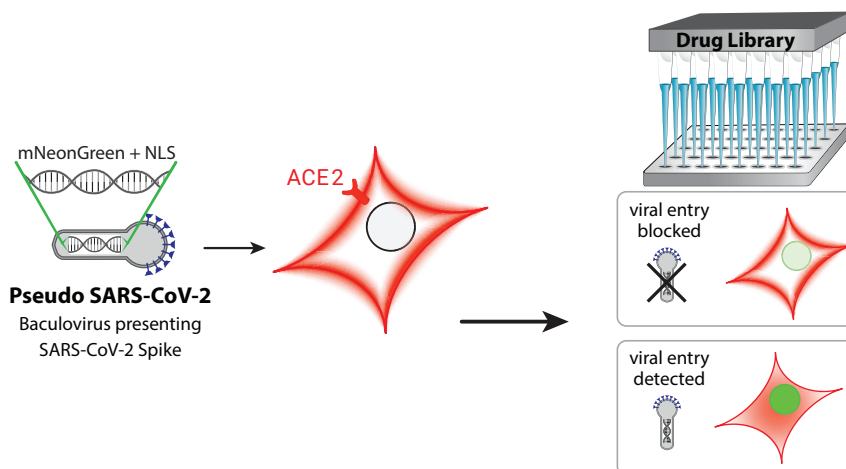 mNeonGreen + NLS
Pseudo SARS-CoV-2
Baculovirus presenting
SARS-CoV-2 Spike
ACE2
Drug Library
viral entry
blocked
viral entry
detected